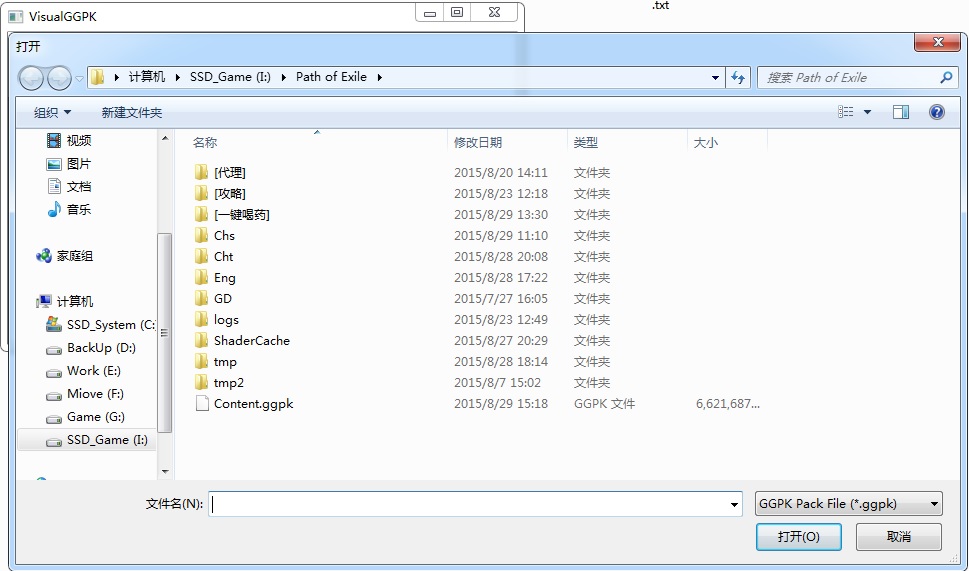 VisualGGPK
.txt
打开
计算机 SSD_Game (I:) Path of Exile
搜索 Path of Exile
组织 新建文件夹
视频
图片
文档
音乐
家庭组
计算机
SSD_System (C:
BackUp (D:)
Work (E:)
Miove (F:)
Game (G:)
SSD_Game (I:)
名称 修改日期 类型 大小
[代理] 2015/8/20 14:11 文件夹
[攻略] 2015/8/23 12:18 文件夹
[一键喝药] 2015/8/29 13:30 文件夹
Chs 2015/8/29 11:10 文件夹
Cht 2015/8/28 20:08 文件夹
Eng 2015/8/28 17:22 文件夹
GD 2015/7/27 16:05 文件夹
logs 2015/8/23 12:49 文件夹
ShaderCache 2015/8/27 20:29 文件夹
tmp 2015/8/28 18:14 文件夹
tmp2 2015/8/7 15:02 文件夹
Content.ggpk 2015/8/29 15:18 GGPK 文件 6,621,687...
文件名(N):
GGPK Pack File (*.ggpk)
打开(O) 取消